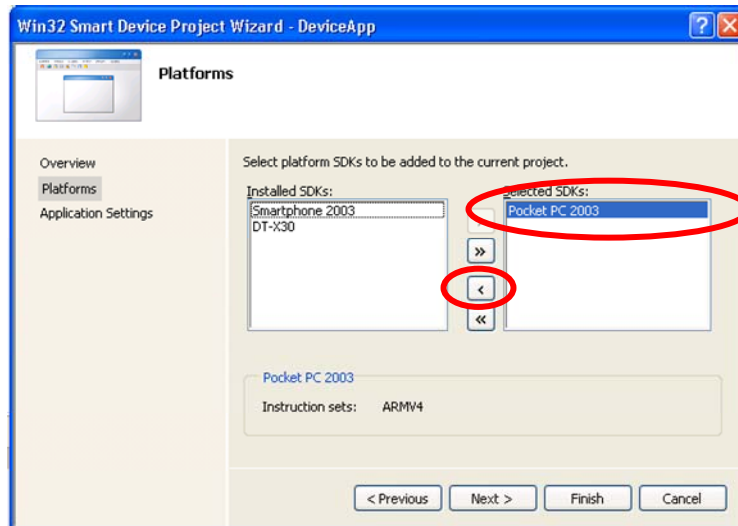 Win32 Smart Device Project Wizard - DeviceApp
Platforms
Overview
Platforms
Application Settings
Select platform SDKs to be added to the current project.
Installed SDKs:
Selected SDKs:
Smartphone 2003
DT-X30
Pocket PC 2003
>>
<
<<
Pocket PC 2003
Instruction sets: ARMV4
< Previous
Next >
Finish
Cancel